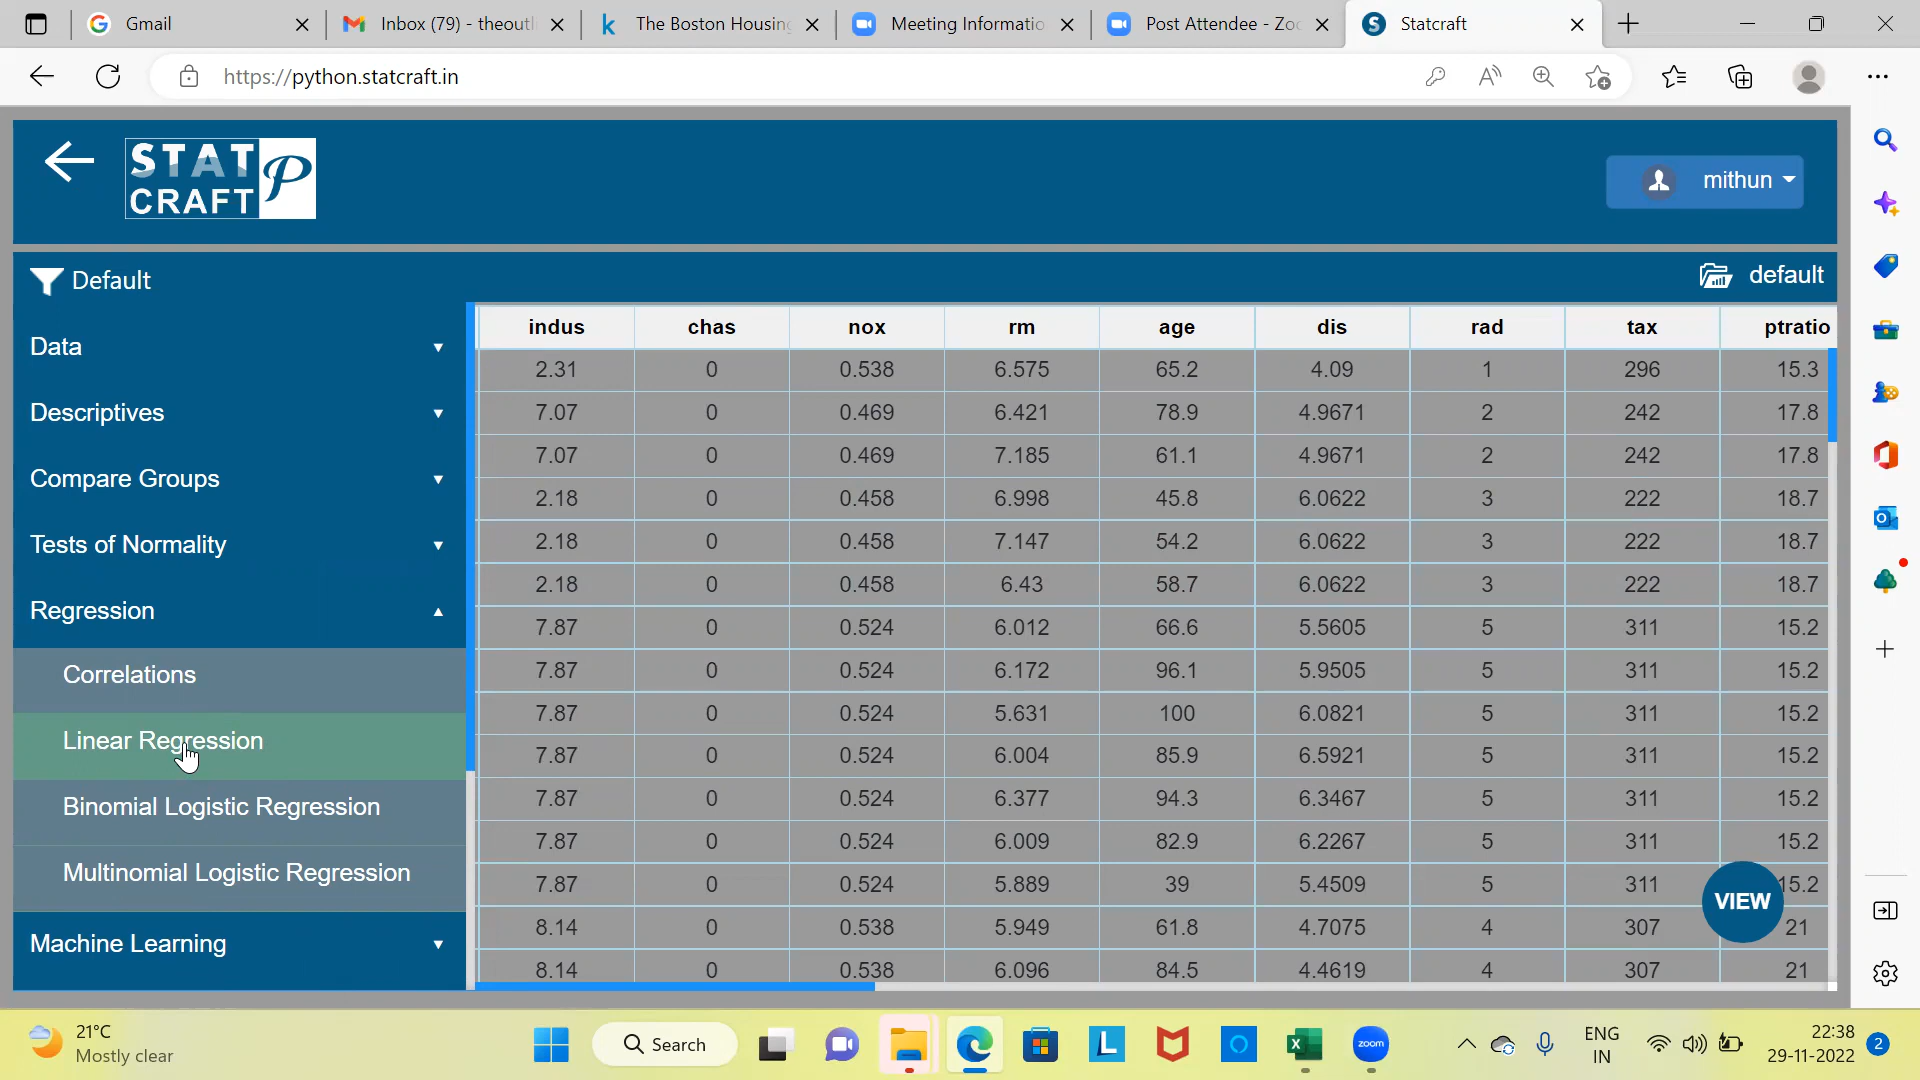 Gmail
Inbox (79) - theoutli
The Boston Housing
Meeting Informatio
Post Attendee - Zoo
Statcraft
https://python.statcraft.in
STAT
CRAFT P
mithun
Default
default
Data
Descriptives
Compare Groups
Tests of Normality
Regression
Correlations
Linear Regression
Binomial Logistic Regression
Multinomial Logistic Regression
Machine Learning
indus chas nox rm age dis rad tax ptratio
2.31 0 0.538 6.575 65.2 4.09 1 296 15.3
7.07 0 0.469 6.421 78.9 4.9671 2 242 17.8
7.07 0 0.469 7.185 61.1 4.9671 2 242 17.8
2.18 0 0.458 6.998 45.8 6.0622 3 222 18.7
2.18 0 0.458 7.147 54.2 6.0622 3 222 18.7
2.18 0 0.458 6.43 58.7 6.0622 3 222 18.7
7.87 0 0.524 6.012 66.6 5.5605 5 311 15.2
7.87 0 0.524 6.172 96.1 5.9505 5 311 15.2
7.87 0 0.524 5.631 100 6.0821 5 311 15.2
7.87 0 0.524 6.004 85.9 6.5921 5 311 15.2
7.87 0 0.524 6.377 94.3 6.3467 5 311 15.2
7.87 0 0.524 6.009 82.9 6.2267 5 311 15.2
7.87 0 0.524 5.889 39 5.4509 5 311 15.2
8.14 0 0.538 5.949 61.8 4.7075 4 307 21
8.14 0 0.538 6.096 84.5 4.4619 4 307 21
VIEW
21°C
Mostly clear
Search
zoom
ENG
IN
22:38
29-11-2022
2